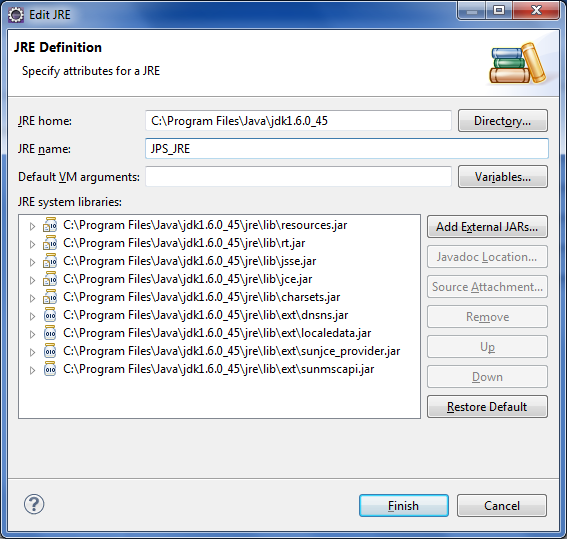 Edit JRE
JRE Definition
Specify attributes for a JRE
JRE home: C:\Program Files\Java\jdk1.6.0_45 Directory...
JRE name: JPS_JRE
Default VM arguments: Variables...
JRE system libraries:
C:\Program Files\Java\jdk1.6.0_45\jre\lib\resources.jar Add External JARs...
C:\Program Files\Java\jdk1.6.0_45\jre\lib\rt.jar
C:\Program Files\Java\jdk1.6.0_45\jre\lib\jsse.jar Javadoc Location...
C:\Program Files\Java\jdk1.6.0_45\jre\lib\jce.jar Source Attachment...
C:\Program Files\Java\jdk1.6.0_45\jre\lib\charsets.jar
C:\Program Files\Java\jdk1.6.0_45\jre\lib\ext\dnsns.jar Remove
C:\Program Files\Java\jdk1.6.0_45\jre\lib\ext\localedata.jar
C:\Program Files\Java\jdk1.6.0_45\jre\lib\ext\sunjce_provider.jar Up
C:\Program Files\Java\jdk1.6.0_45\jre\lib\ext\sunmscapi.jar Down
Restore Default
? Finish Cancel